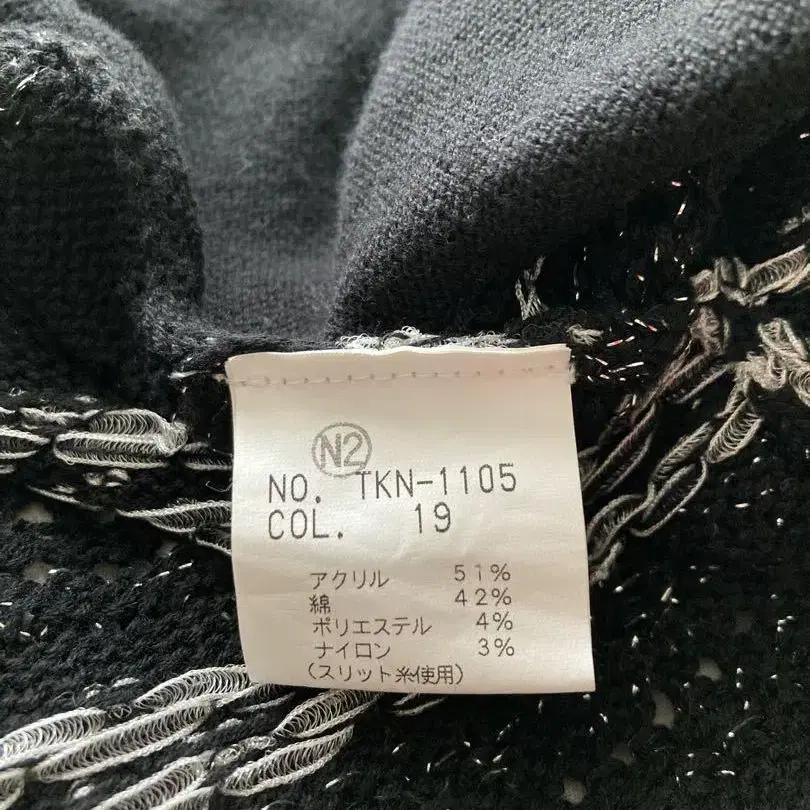 N2
NO. TKN-1105
COL. 19
アクリル 51%
綿 42%
ポリエステル 4%
ナイロン 3%
(スリット糸使用)